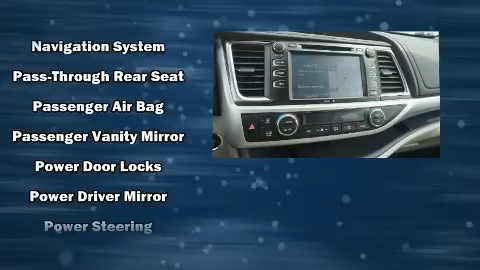 Navigation System
Pass-Through Rear Seat
Passenger Air Bag
Passenger Vanity Mirror
Power Door Locks
Power Driver Mirror
Power Steering